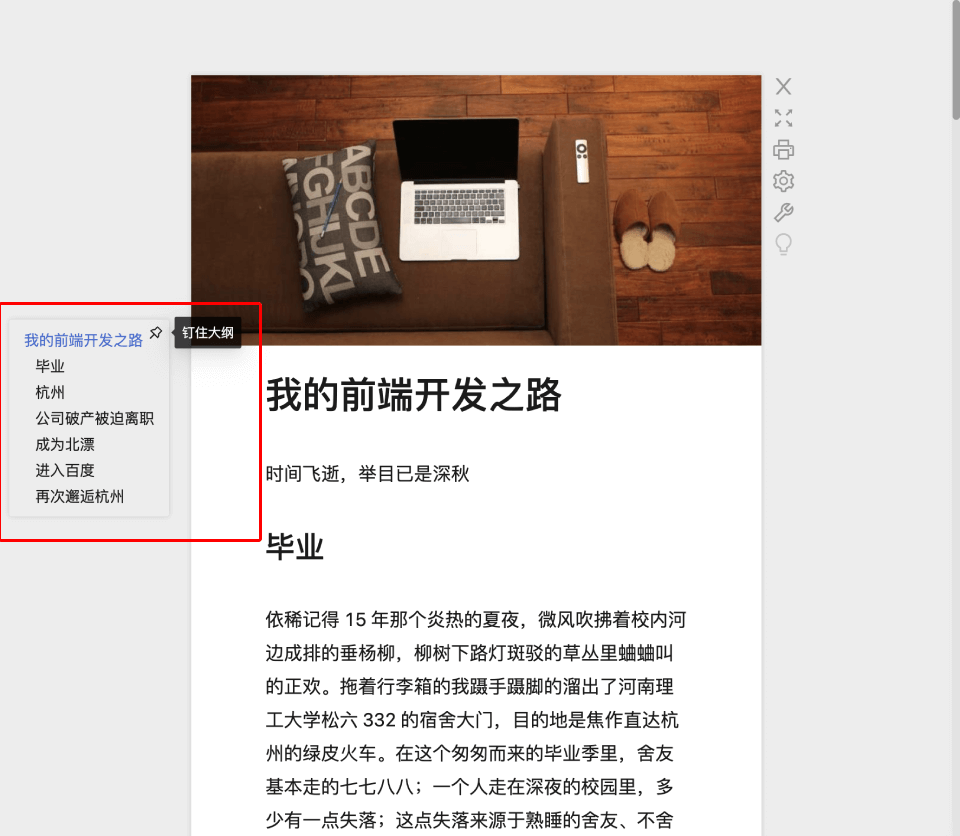 ABCDE
FGHIJKL
我的前端开发之路
钉住大纲
毕业
杭州
公司破产被迫离职
成为北漂
进入百度
再次邂逅杭州
我的前端开发之路
时间飞逝，举目已是深秋
毕业
依稀记得 15 年那个炎热的夏夜，微风吹拂着校内河
边成排的垂杨柳，柳树下路灯斑驳的草丛里蛐蛐叫
的正欢。拖着行李箱的我蹑手蹑脚的溜出了河南理
工大学松六 332 的宿舍大门，目的地是焦作直达杭
州的绿皮火车。在这个匆匆而来的毕业季里，舍友
基本走的七七八八；一个人走在深夜的校园里，多
少有一点失落；这点失落来源于熟睡的舍友、不舍